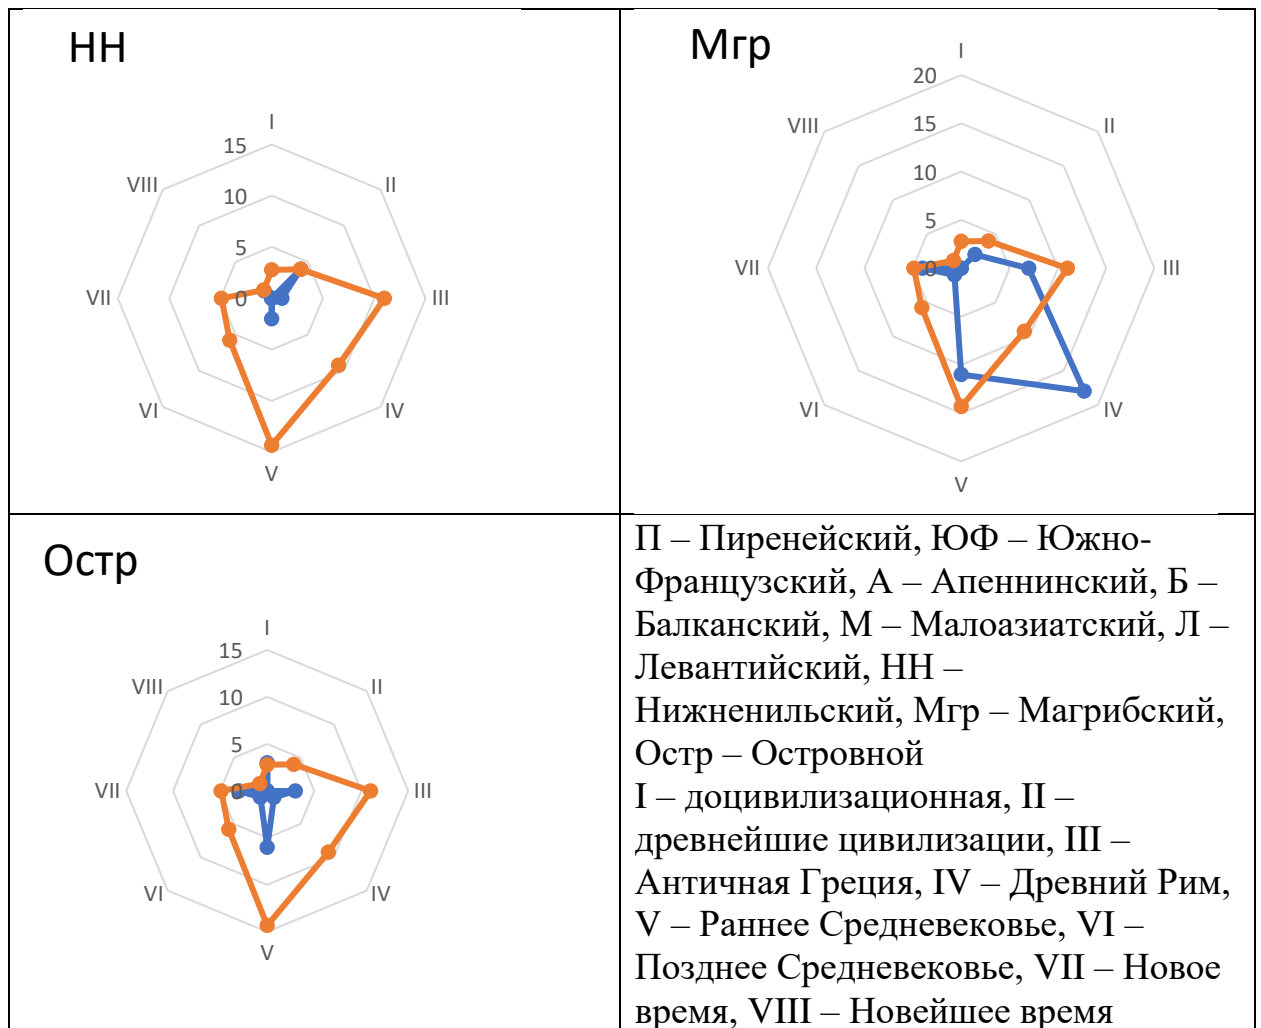 НН
I
15
VIII
II
10
5
VII
0
III
VI
IV
V
Мгр
I
20
VIII
II
15
10
5
VII
0
III
VI
IV
V
Остр
I
15
VIII
II
10
5
VII
0
III
VI
IV
V
П – Пиренейский, ЮФ – Южно-
Французский, А – Апеннинский, Б –
Балканский, М – Малоазиатский, Л –
Левантийский, НН –
Нижненильский, Мгр – Магрибский,
Остр – Островной
I – доцивилизационная, II –
древнейшие цивилизации, III –
Античная Греция, IV – Древний Рим,
V – Раннее Средневековье, VI –
Позднее Средневековье, VII – Новое
время, VIII – Новейшее время